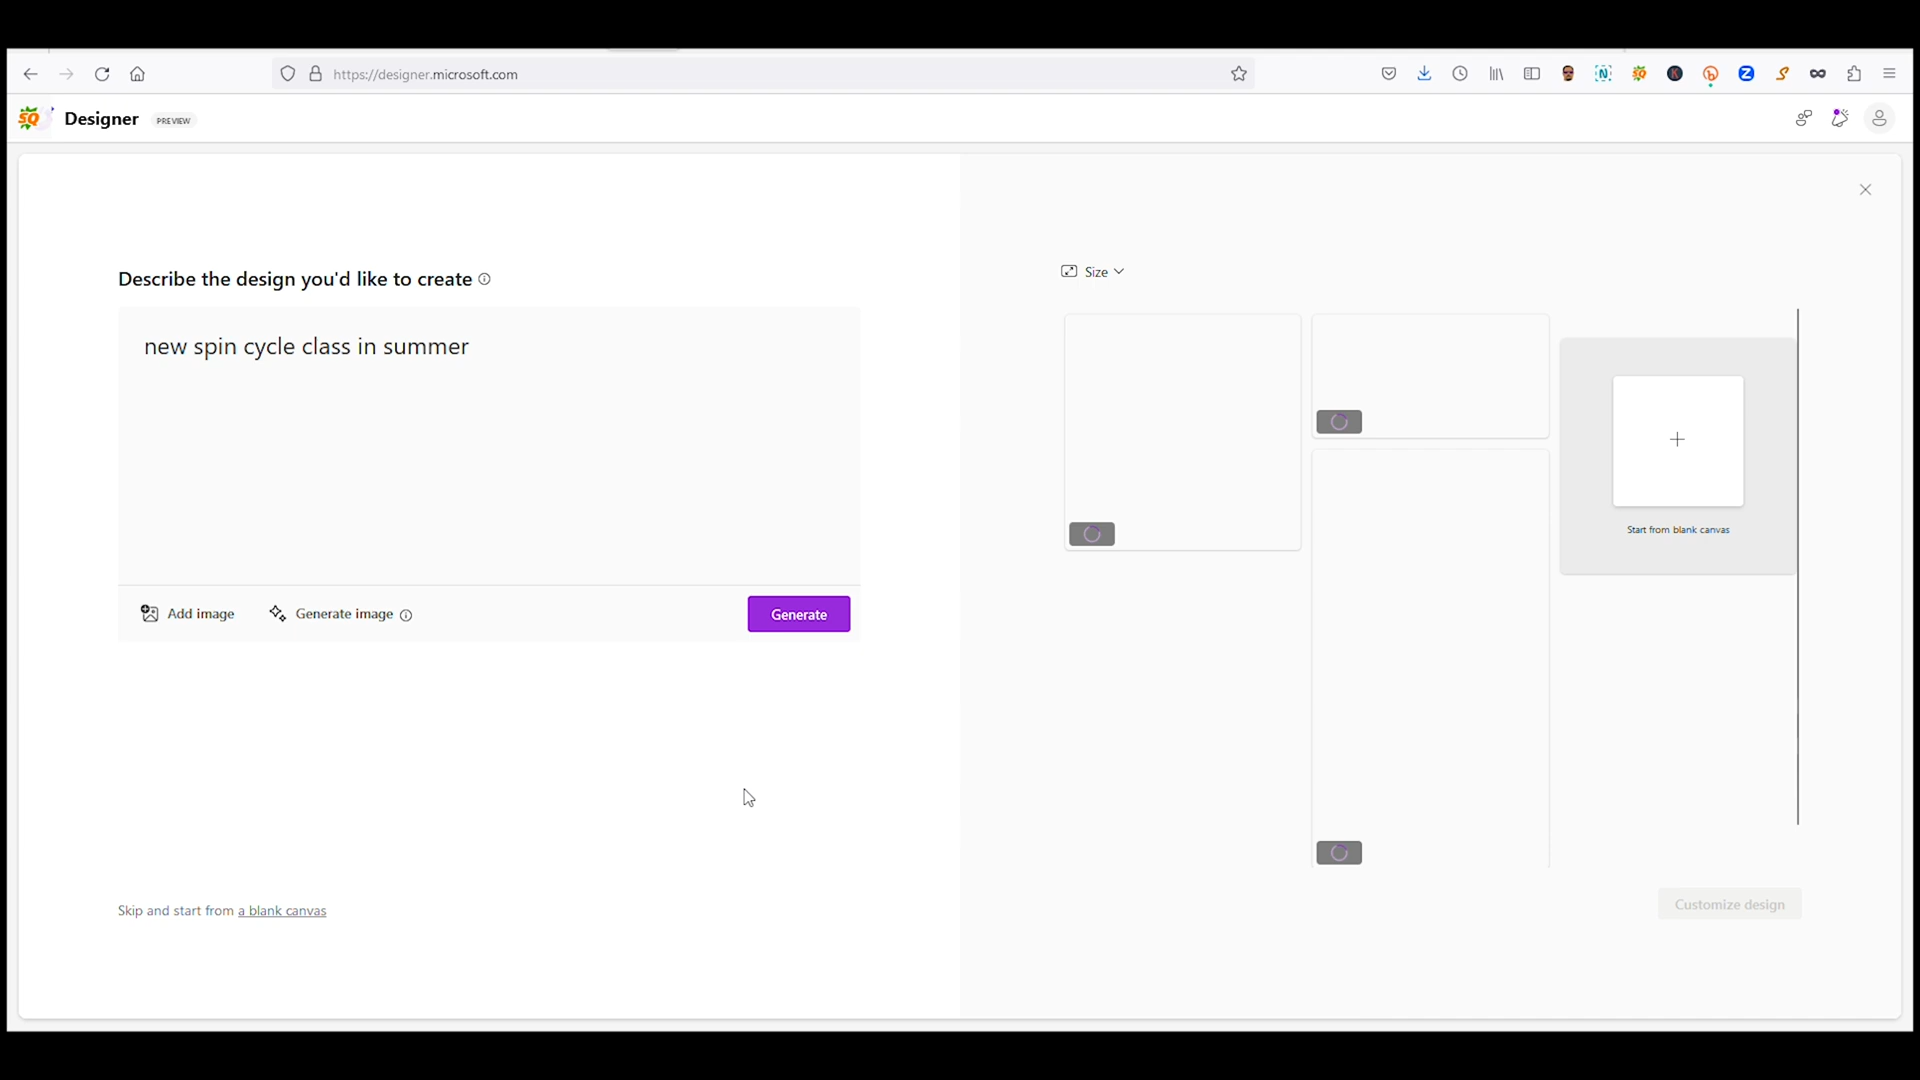 https://designer.microsoft.com
SQ
Designer PREVIEW
Describe the design you'd like to create
new spin cycle class in summer
Add image
Generate image
Generate
Skip and start from a blank canvas
Size
Start from blank canvas
Customize design